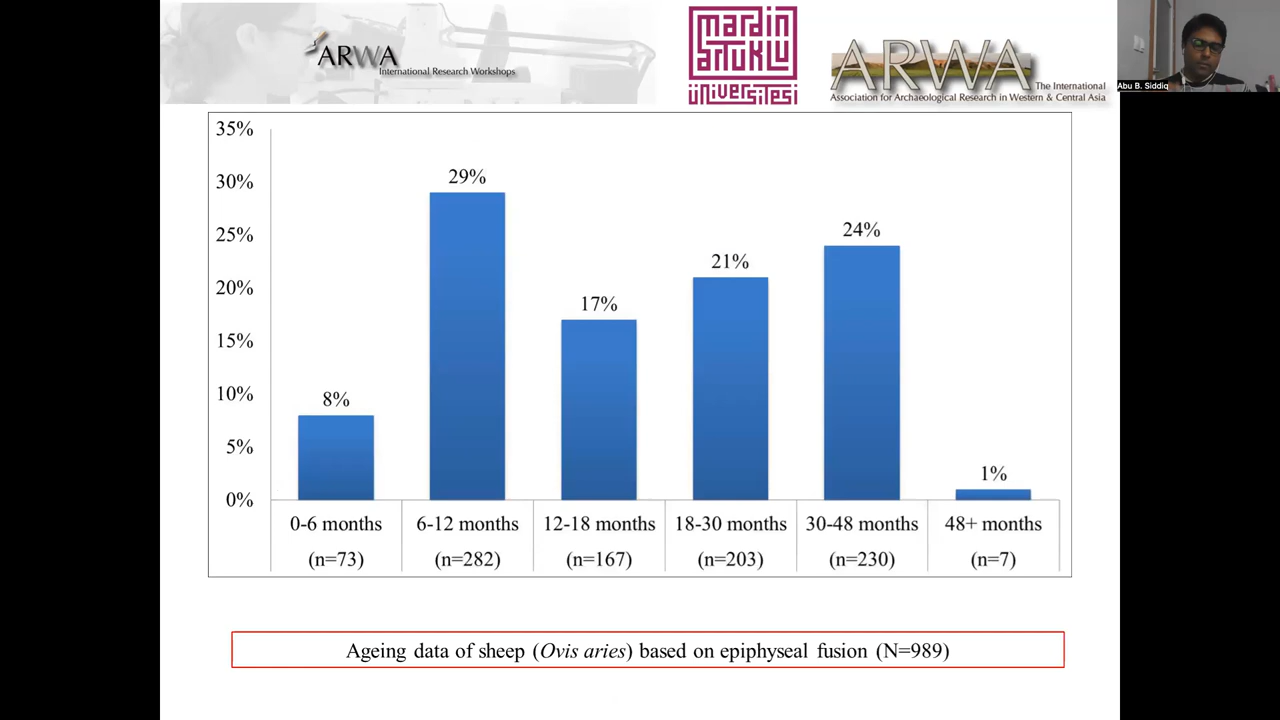 ARWA
International Research Workshops
mardin
artuklu
üniversitesi
ARWA
The International
Association for Archaeological Research in Western & Central Asia
Abu B. Siddiq
35%
30%
25%
20%
15%
10%
5%
0%
8%
29%
17%
21%
24%
1%
0-6 months
(n=73)
6-12 months
(n=282)
12-18 months
(n=167)
18-30 months
(n=203)
30-48 months
(n=230)
48+ months
(n=7)
Ageing data of sheep (Ovis aries) based on epiphyseal fusion (N=989)